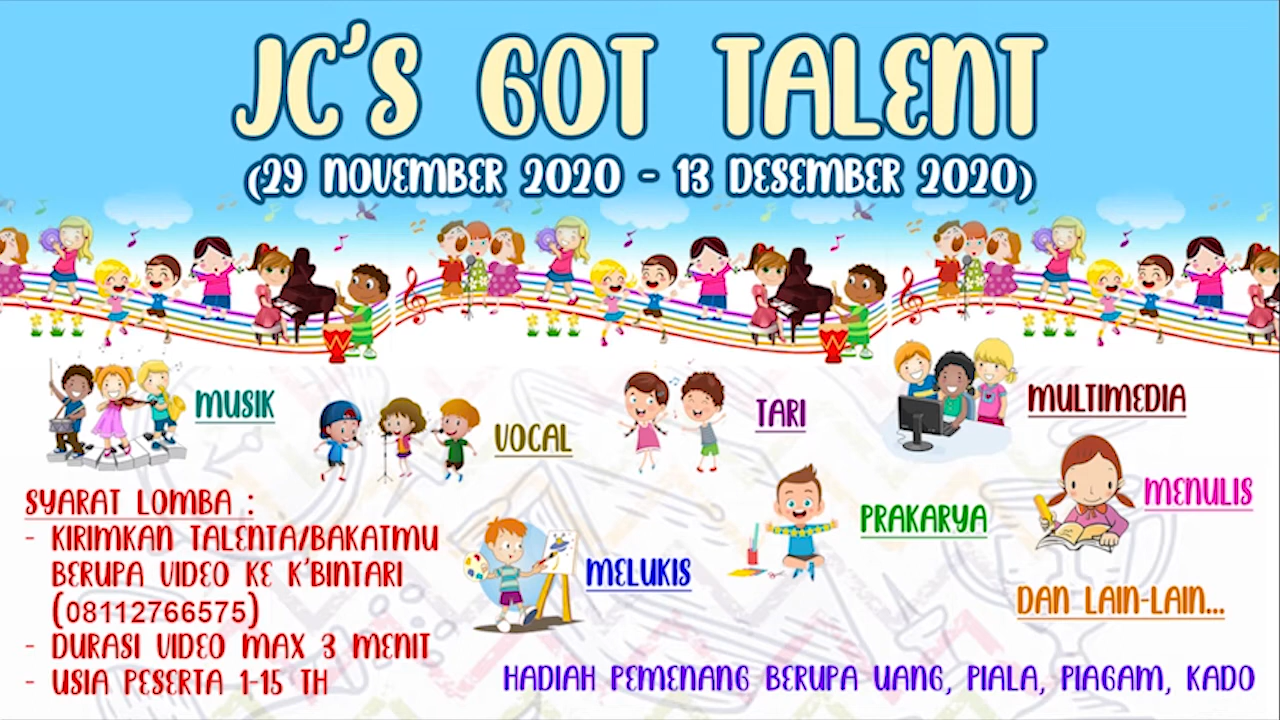 JC'S GOT TALENT
(29 NOVEMBER 2020 - 13 DESEMBER 2020)
MUSIK
VOCAL
TARI
MULTIMEDIA
MENULIS
PRAKARYA
MELUKIS
DAN LAIN-LAIN...
SYARAT LOMBA :
- KIRIMKAN TALENTA/BAKATMU
BERUPA VIDEO KE K'BINTARI
(08112766575)
- DURASI VIDEO MAX 3 MENIT
- USIA PESERTA 1-15 TH
HADIAH PEMENANG BERUPA UANG, PIALA, PIAGAM, KADO